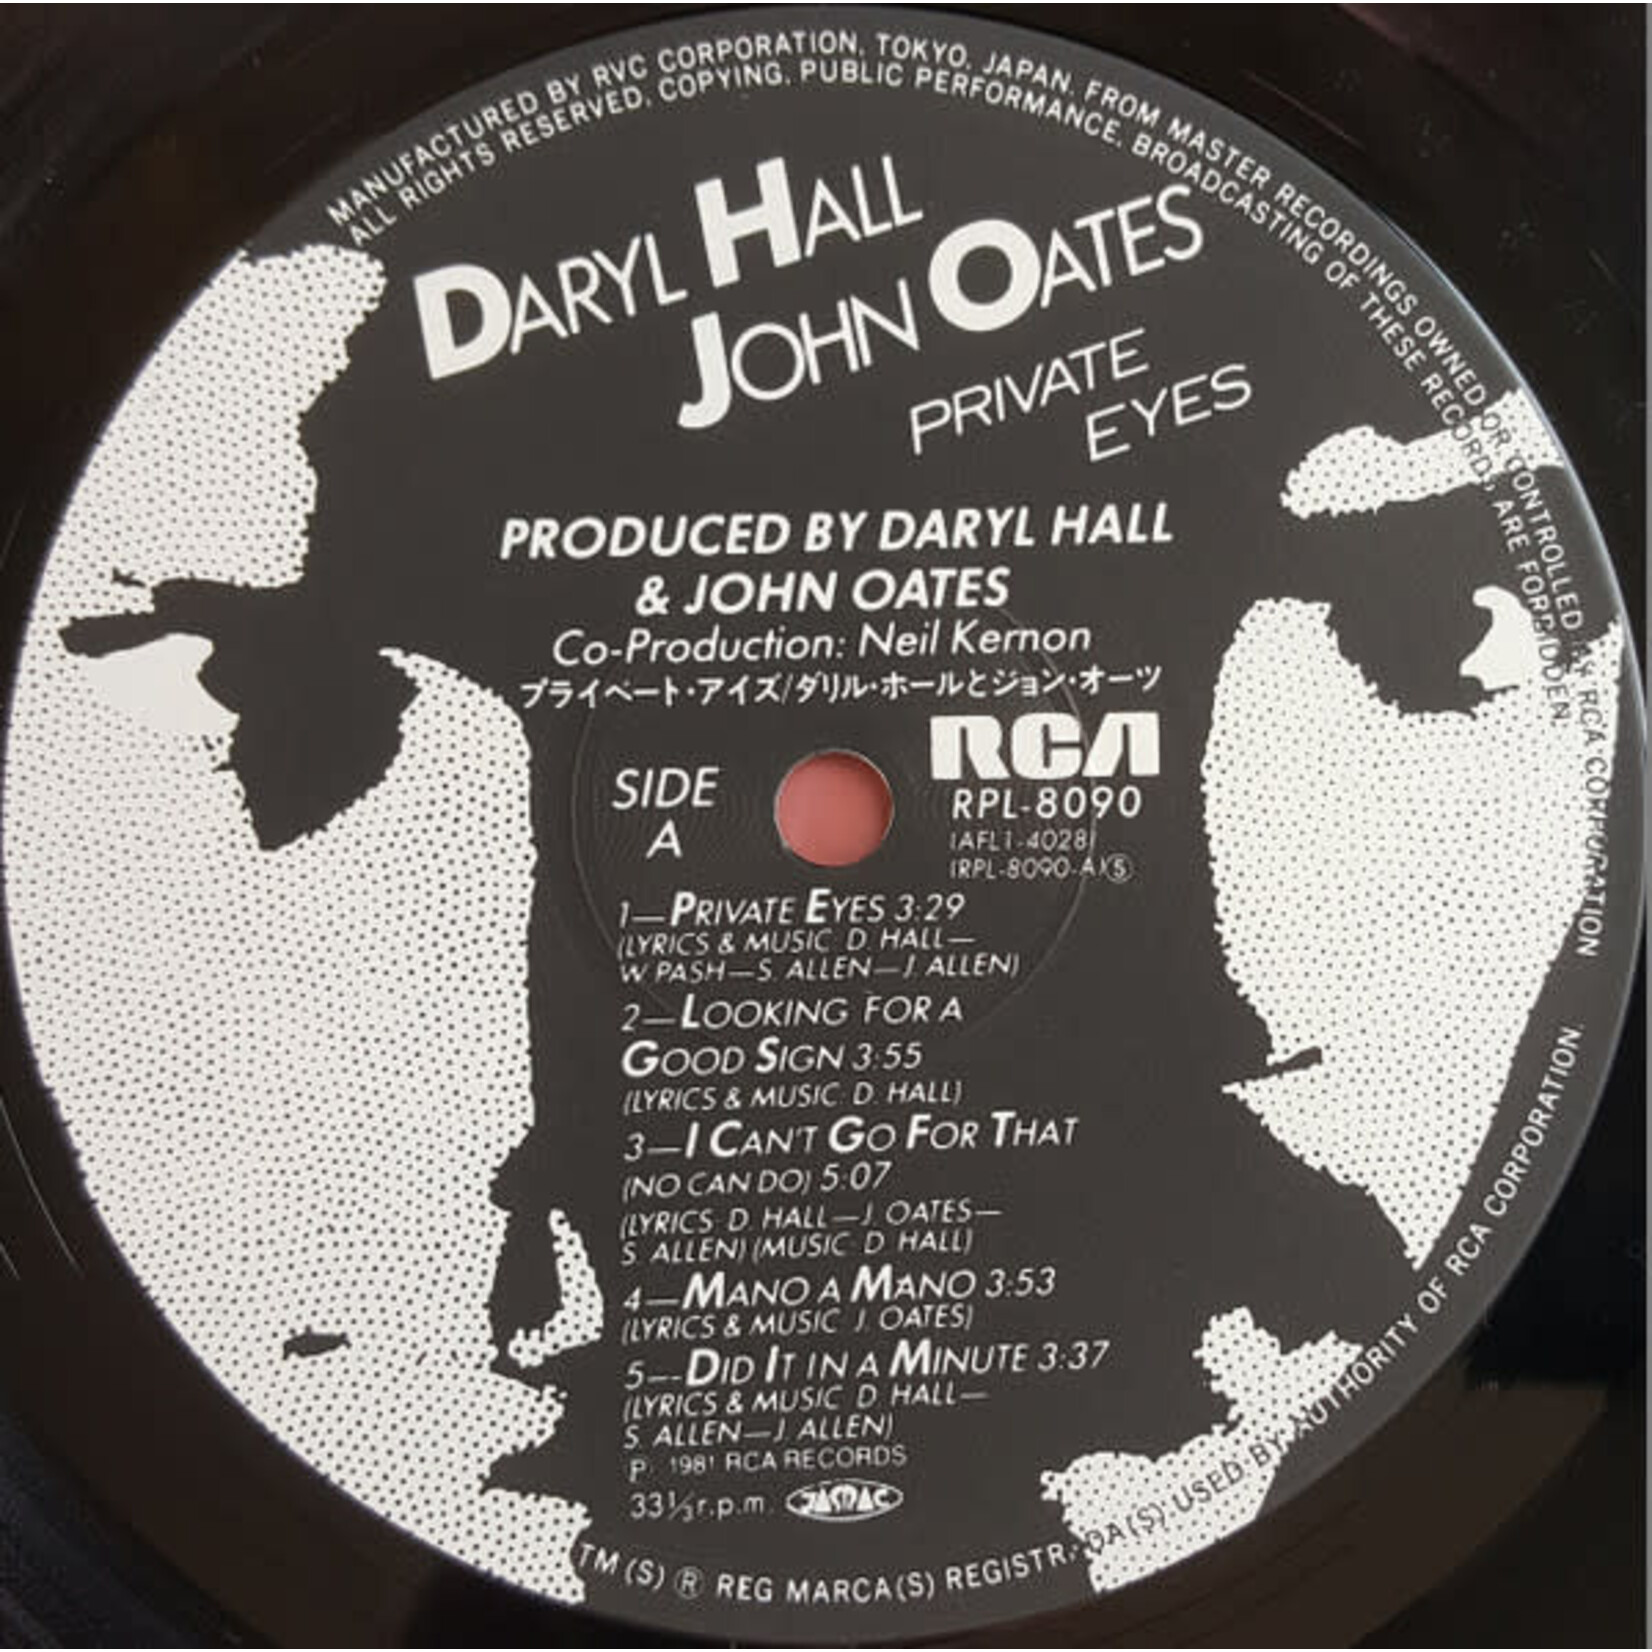 MANUFACTURED BY RVC CORPORATION, TOKYO, JAPAN, FROM MASTER RECORDINGS OWNED OR CONTROLLED BY RCA CORPORATION
ALL RIGHTS RESERVED, COPYING, PUBLIC PERFORMANCE, BROADCASTING OF THESE RECORDS ARE FORBIDDEN.
DARYL HALL
JOHN OATES
PRIVATE
EYES
PRODUCED BY DARYL HALL
& JOHN OATES
Co-Production: Neil Kernon
プライベート・アイズ/ダリル・ホールとジョン・オーツ
RCA
SIDE
A
RPL-8090
(AFL1-4028)
(RPL-8090-A) Ⓢ
1—PRIVATE EYES 3:29
(LYRICS & MUSIC D. HALL—
W PASH—S. ALLEN—J. ALLEN)
2—LOOKING FOR A
GOOD SIGN 3:55
(LYRICS & MUSIC: D. HALL)
3—I CAN'T GO FOR THAT
(NO CAN DO) 5:07
(LYRICS: D. HALL—J. OATES—
S. ALLEN) (MUSIC D. HALL)
4—MANO A MANO 3:53
(LYRICS & MUSIC J. OATES)
5—DID IT IN A MINUTE 3:37
(LYRICS & MUSIC D. HALL—
S. ALLEN—J. ALLEN)
P. 1981 RCA RECORDS
33⅓ r.p.m. JASRAC
TM(S) ® REG MARCA(S) REGISTRADA(S) USED BY AUTHORITY OF RCA CORPORATION
N